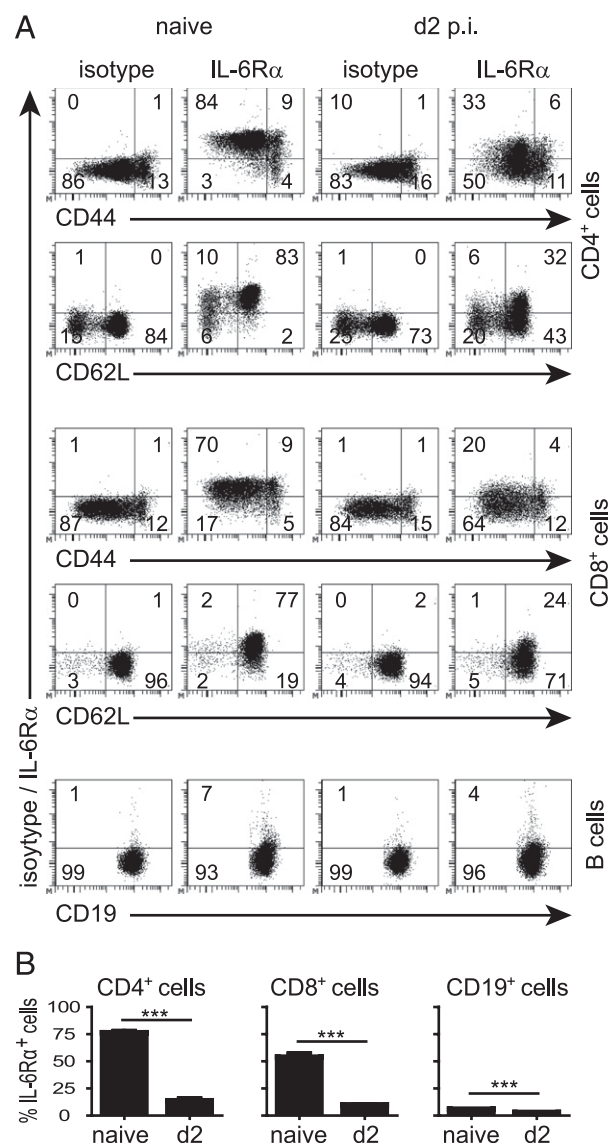 A
naive d2 p.i.
isotype IL-6Rα isotype IL-6Rα
0 1 84 9 10 1 33 6
86 13 3 4 83 16 50 11
CD44
1 0 10 83 1 0 6 32
15 84 6 2 25 73 20 43
CD62L
CD4+ cells
1 1 70 9 1 1 20 4
87 12 17 5 84 15 64 12
CD44
0 1 2 77 0 2 1 24
3 96 2 19 4 94 5 71
CD62L
CD8+ cells
1 7 1 4
99 93 99 96
CD19
B cells
isoytype / IL-6Rα
B
CD4+ cells CD8+ cells CD19+ cells
% IL-6Rα+ cells
100
75
50
25
0
*** *** ***
naive d2 naive d2 naive d2